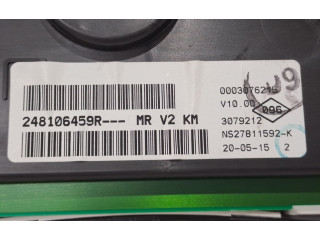 0003076215
V10.00
096
248106459R--- MR V2 KM
3079212
NS27811592-K
20-05-15 2